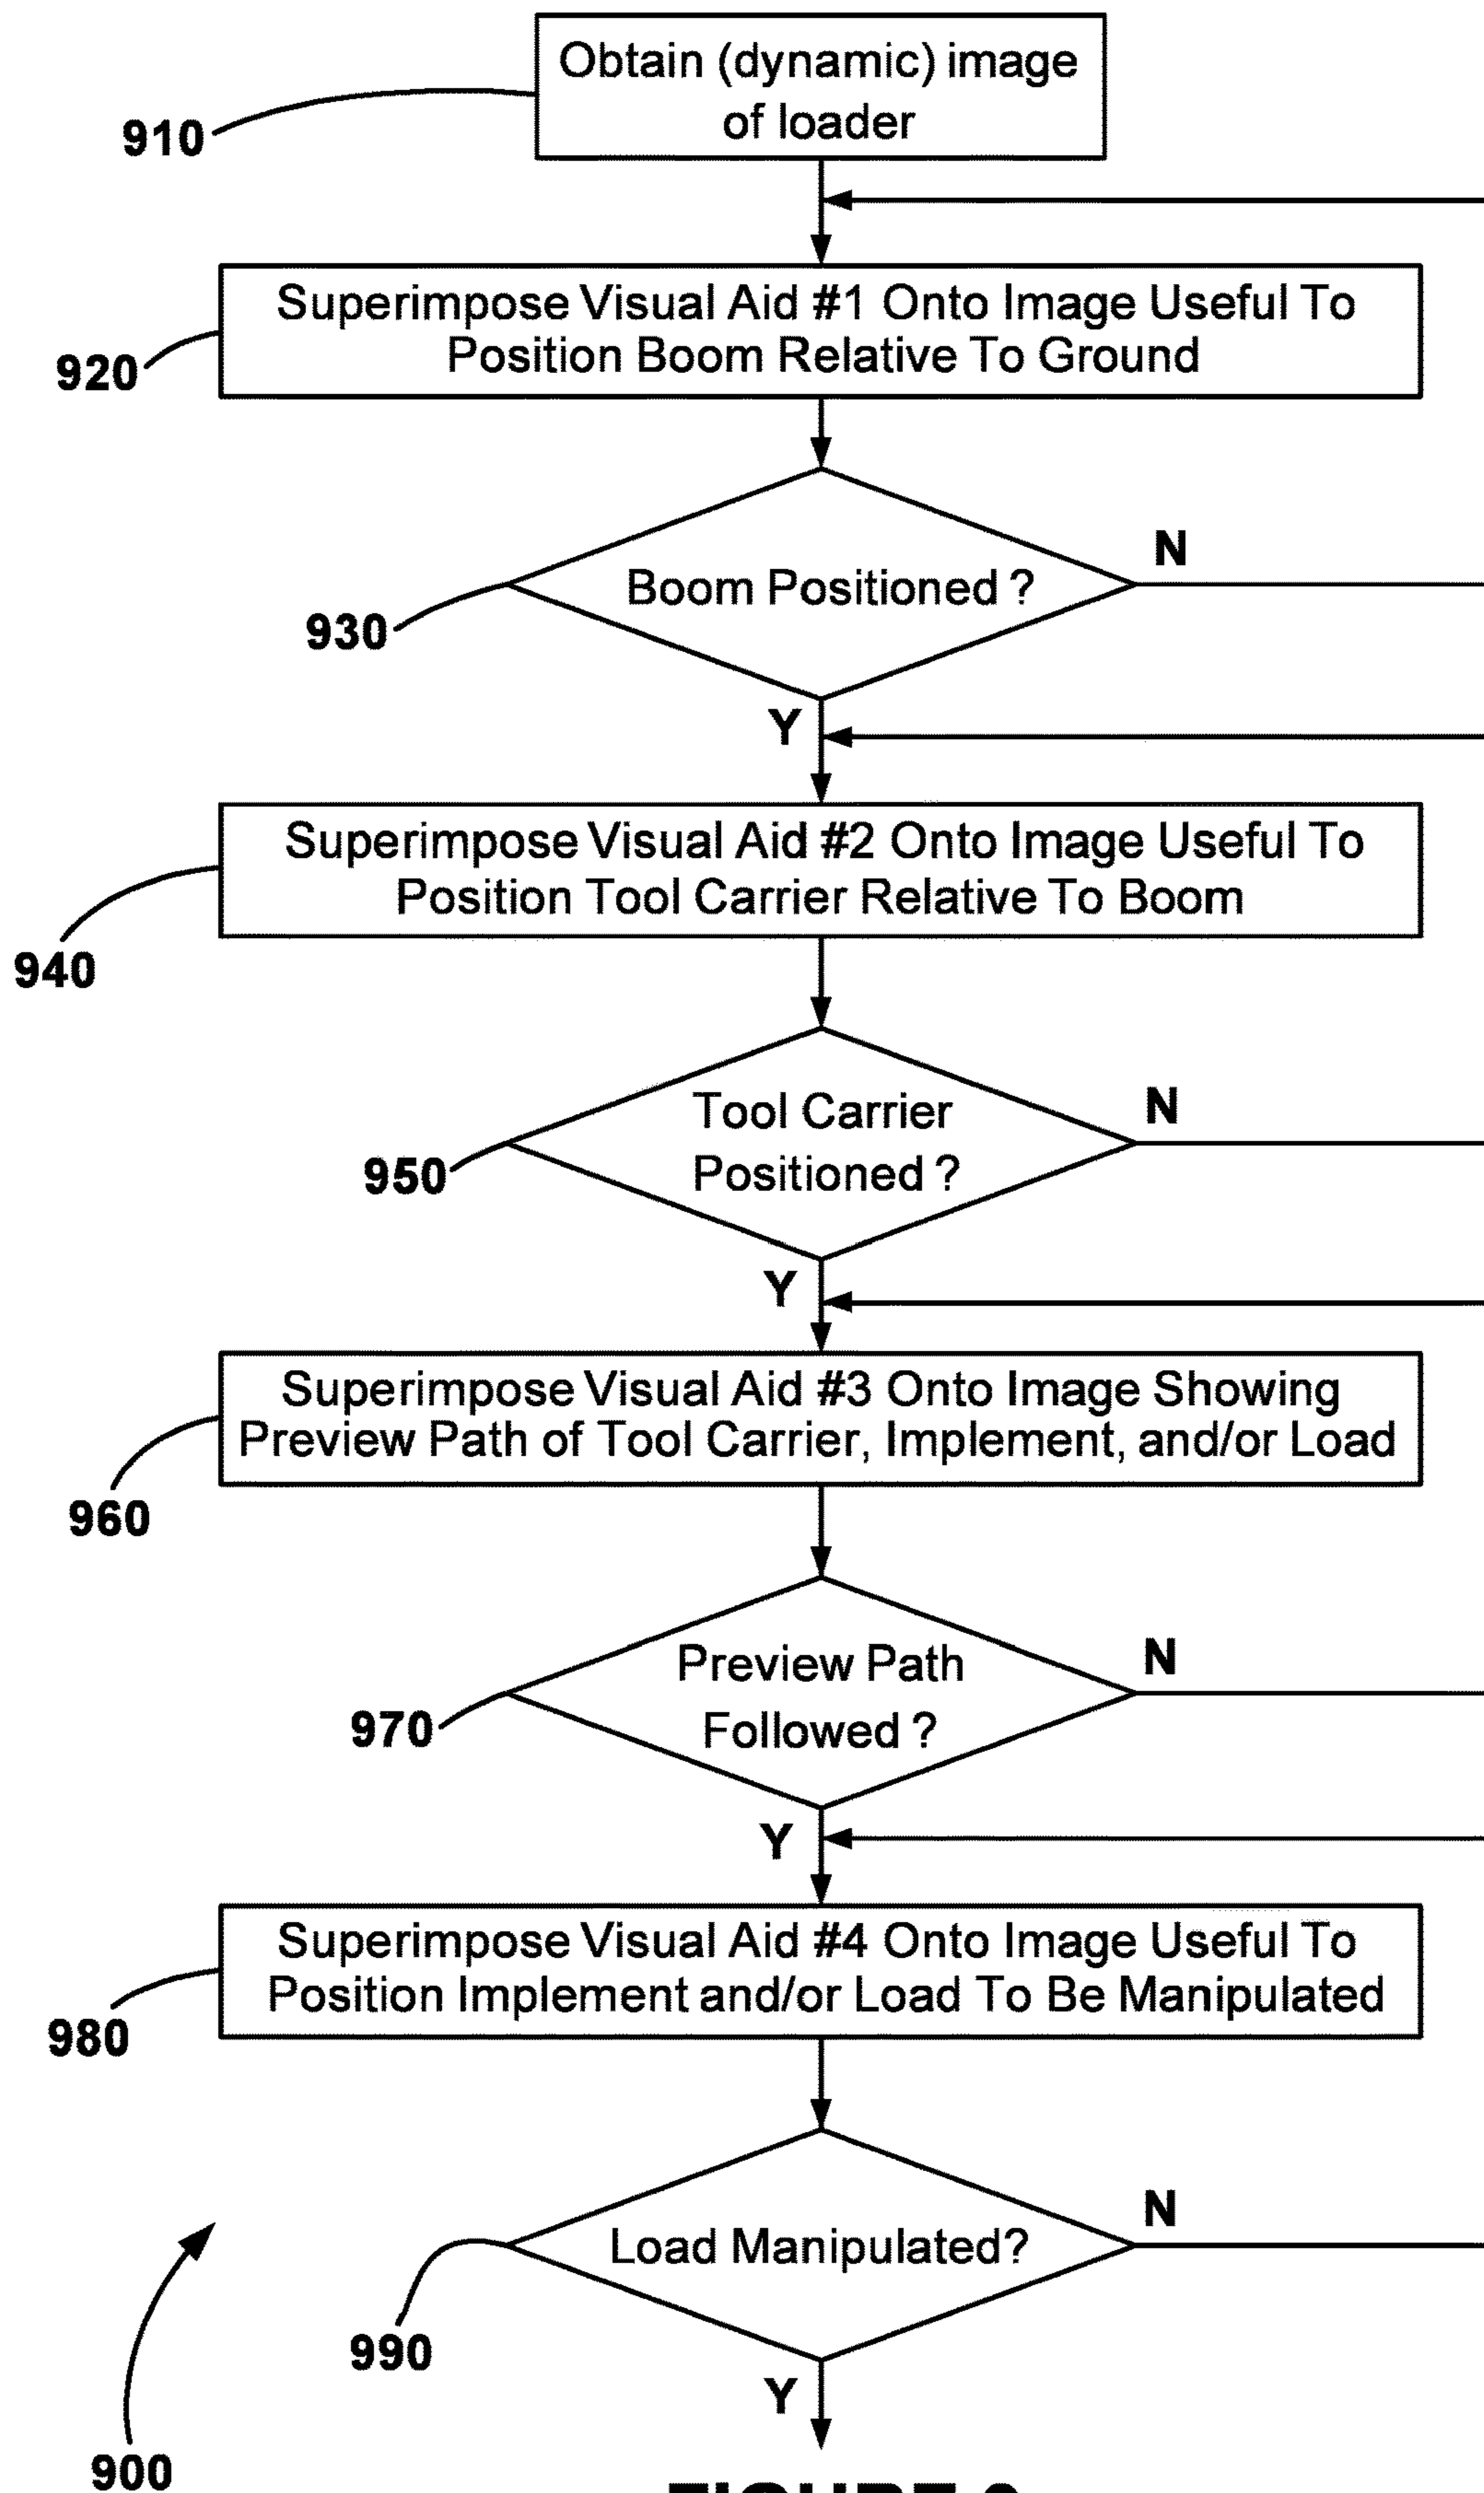 Obtain (dynamic) image
of loader
910
Superimpose Visual Aid #1 Onto Image Useful To
Position Boom Relative To Ground
920
Boom Positioned ?
N
930
Y
Superimpose Visual Aid #2 Onto Image Useful To
Position Tool Carrier Relative To Boom
940
Tool Carrier
Positioned ?
N
950
Y
Superimpose Visual Aid #3 Onto Image Showing
Preview Path of Tool Carrier, Implement, and/or Load
960
Preview Path
Followed ?
N
970
Y
Superimpose Visual Aid #4 Onto Image Useful To
Position Implement and/or Load To Be Manipulated
980
Load Manipulated?
N
990
Y
900